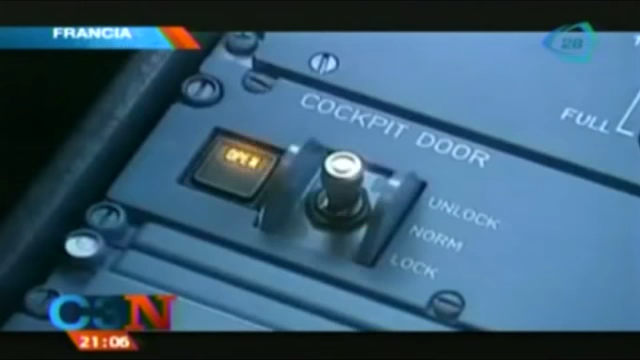 FRANCIA
28
COCKPIT DOOR
OPEN
FULL
UNLOCK
NORM
LOCK
C3N
21:06